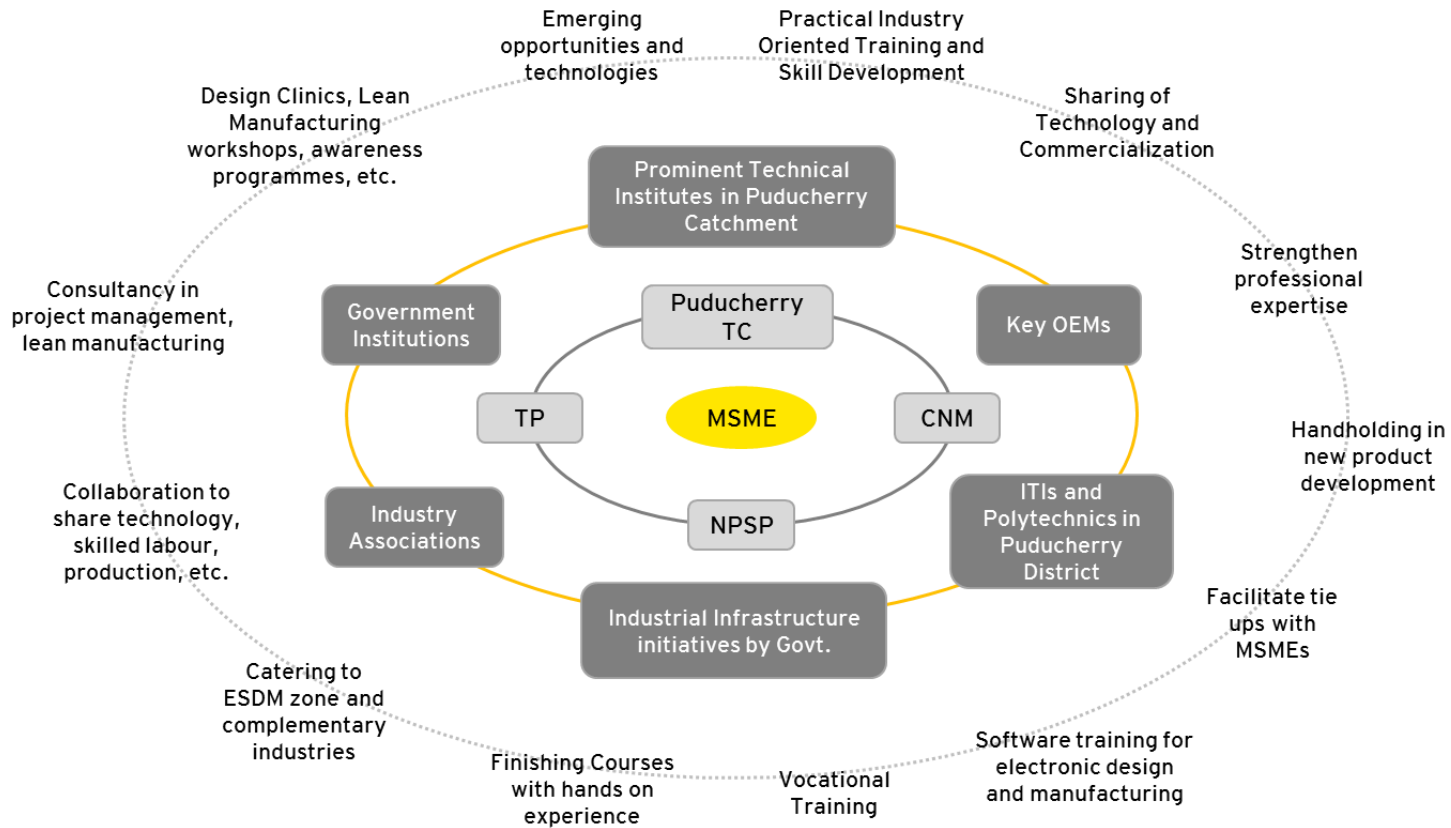 Emerging
opportunities and
technologies
Practical Industry
Oriented Training and
Skill Development
Design Clinics, Lean
Manufacturing
workshops, awareness
programmes, etc.
Sharing of
Technology and
Commercialization
Prominent Technical
Institutes in Puducherry
Catchment
Strengthen
professional
expertise
Consultancy in
project management,
lean manufacturing
Government
Institutions
Puducherry
TC
Key OEMs
TP
MSME
CNM
Handholding in
new product
development
Collaboration to
share technology,
skilled labour,
production, etc.
Industry
Associations
NPSP
ITIs and
Polytechnics in
Puducherry
District
Industrial Infrastructure
initiatives by Govt.
Facilitate tie
ups with
MSMEs
Catering to
ESDM zone and
complementary
industries
Finishing Courses
with hands on
experience
Vocational
Training
Software training for
electronic design
and manufacturing